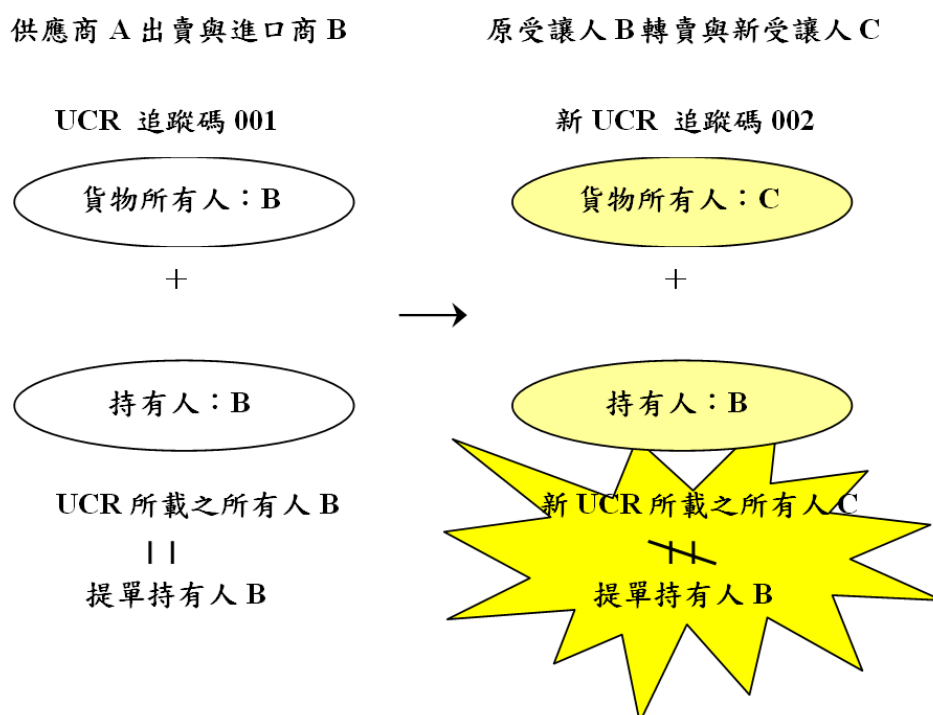 供應商 A 出賣與進口商 B
原受讓人 B 轉賣與新受讓人 C
UCR 追蹤碼 001
新 UCR 追蹤碼 002
貨物所有人：B
貨物所有人：C
+
+
持有人：B
持有人：B
UCR 所載之所有人 B
新 UCR 所載之所有人 C
提單持有人 B
提單持有人 B